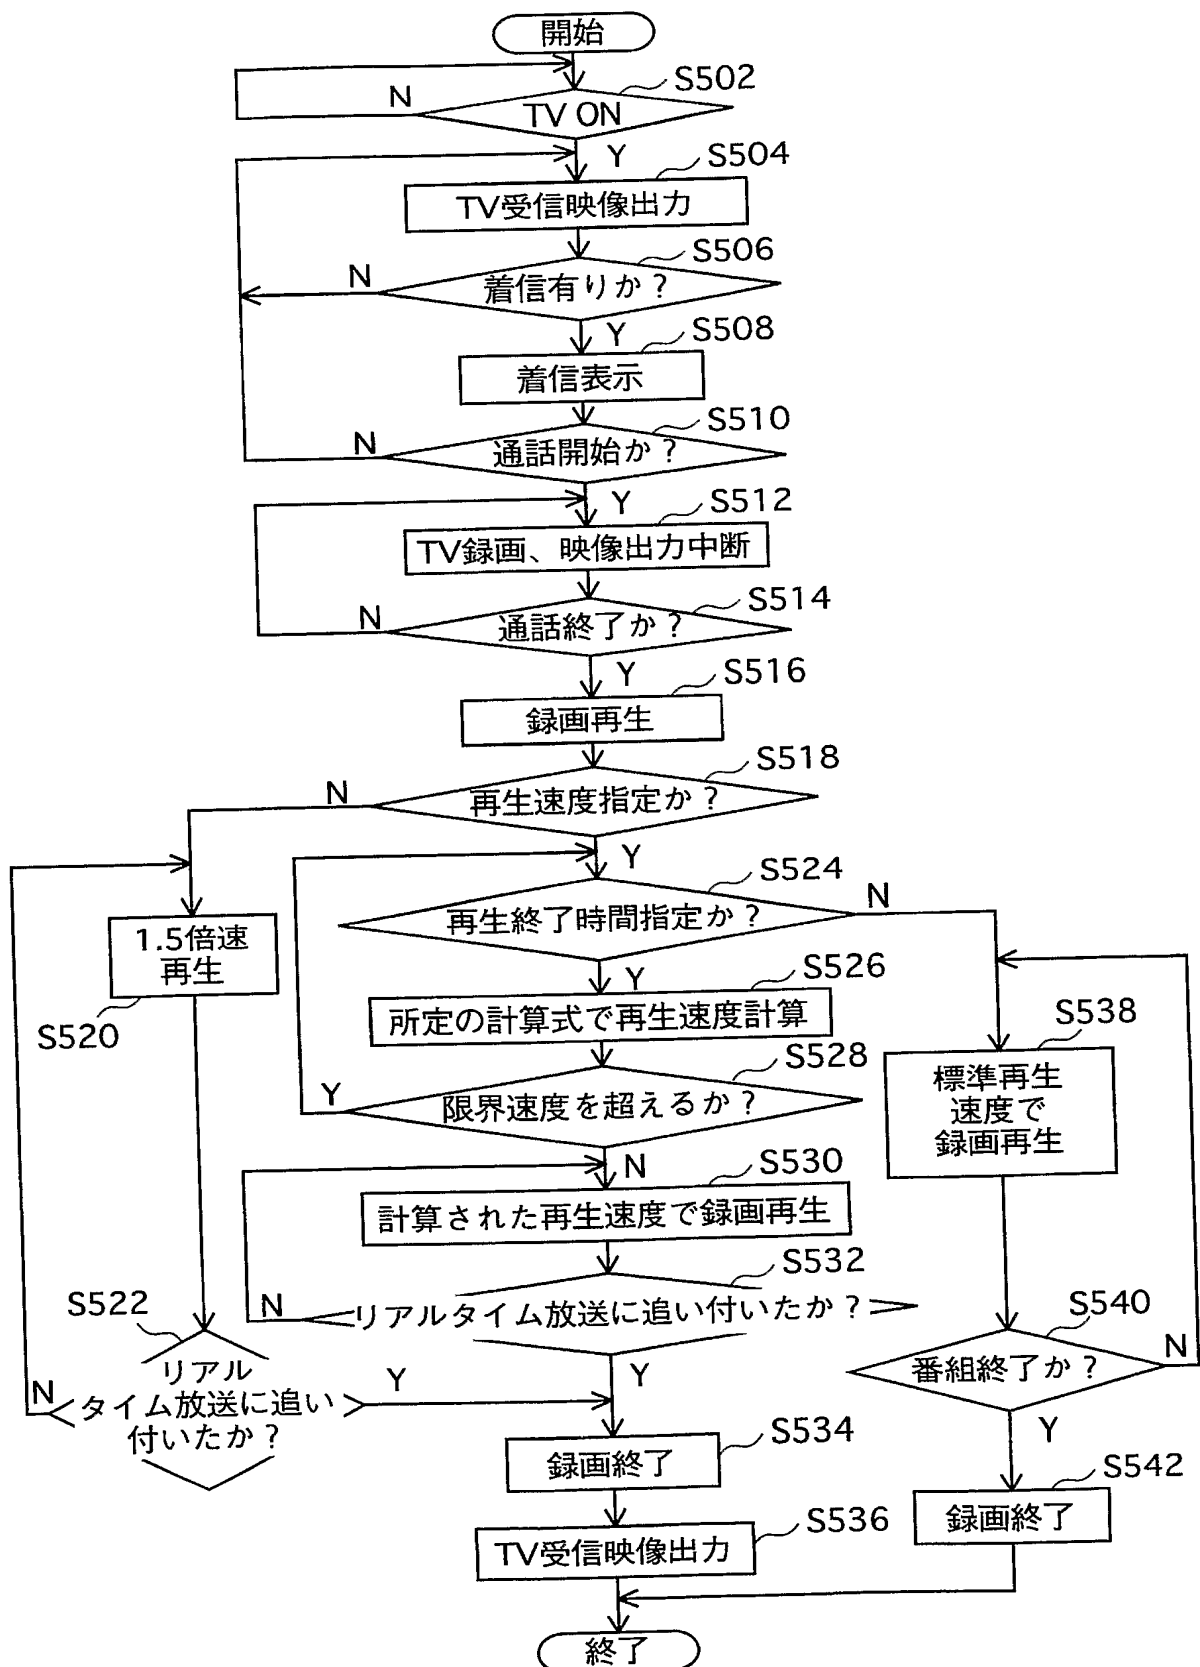 開始
S502
N
TV ON
Y
S504
TV受信映像出力
S506
N
着信有りか?
Y
S508
着信表示
S510
N
通話開始か?
Y
S512
TV録画、映像出力中断
S514
N
通話終了か?
Y
S516
録画再生
S518
N
再生速度指定か?
Y
S524
N
再生終了時間指定か?
1.5倍速
再生
S520
Y
S526
所定の計算式で再生速度計算
S538
標準再生
速度で
録画再生
S528
Y
限界速度を超えるか?
N
S530
計算された再生速度で録画再生
S532
N
リアルタイム放送に追い付いたか?
S522
リアル
タイム放送に追い
付いたか?
N
Y
Y
S540
N
番組終了か?
Y
S534
録画終了
S542
録画終了
S536
TV受信映像出力
終了